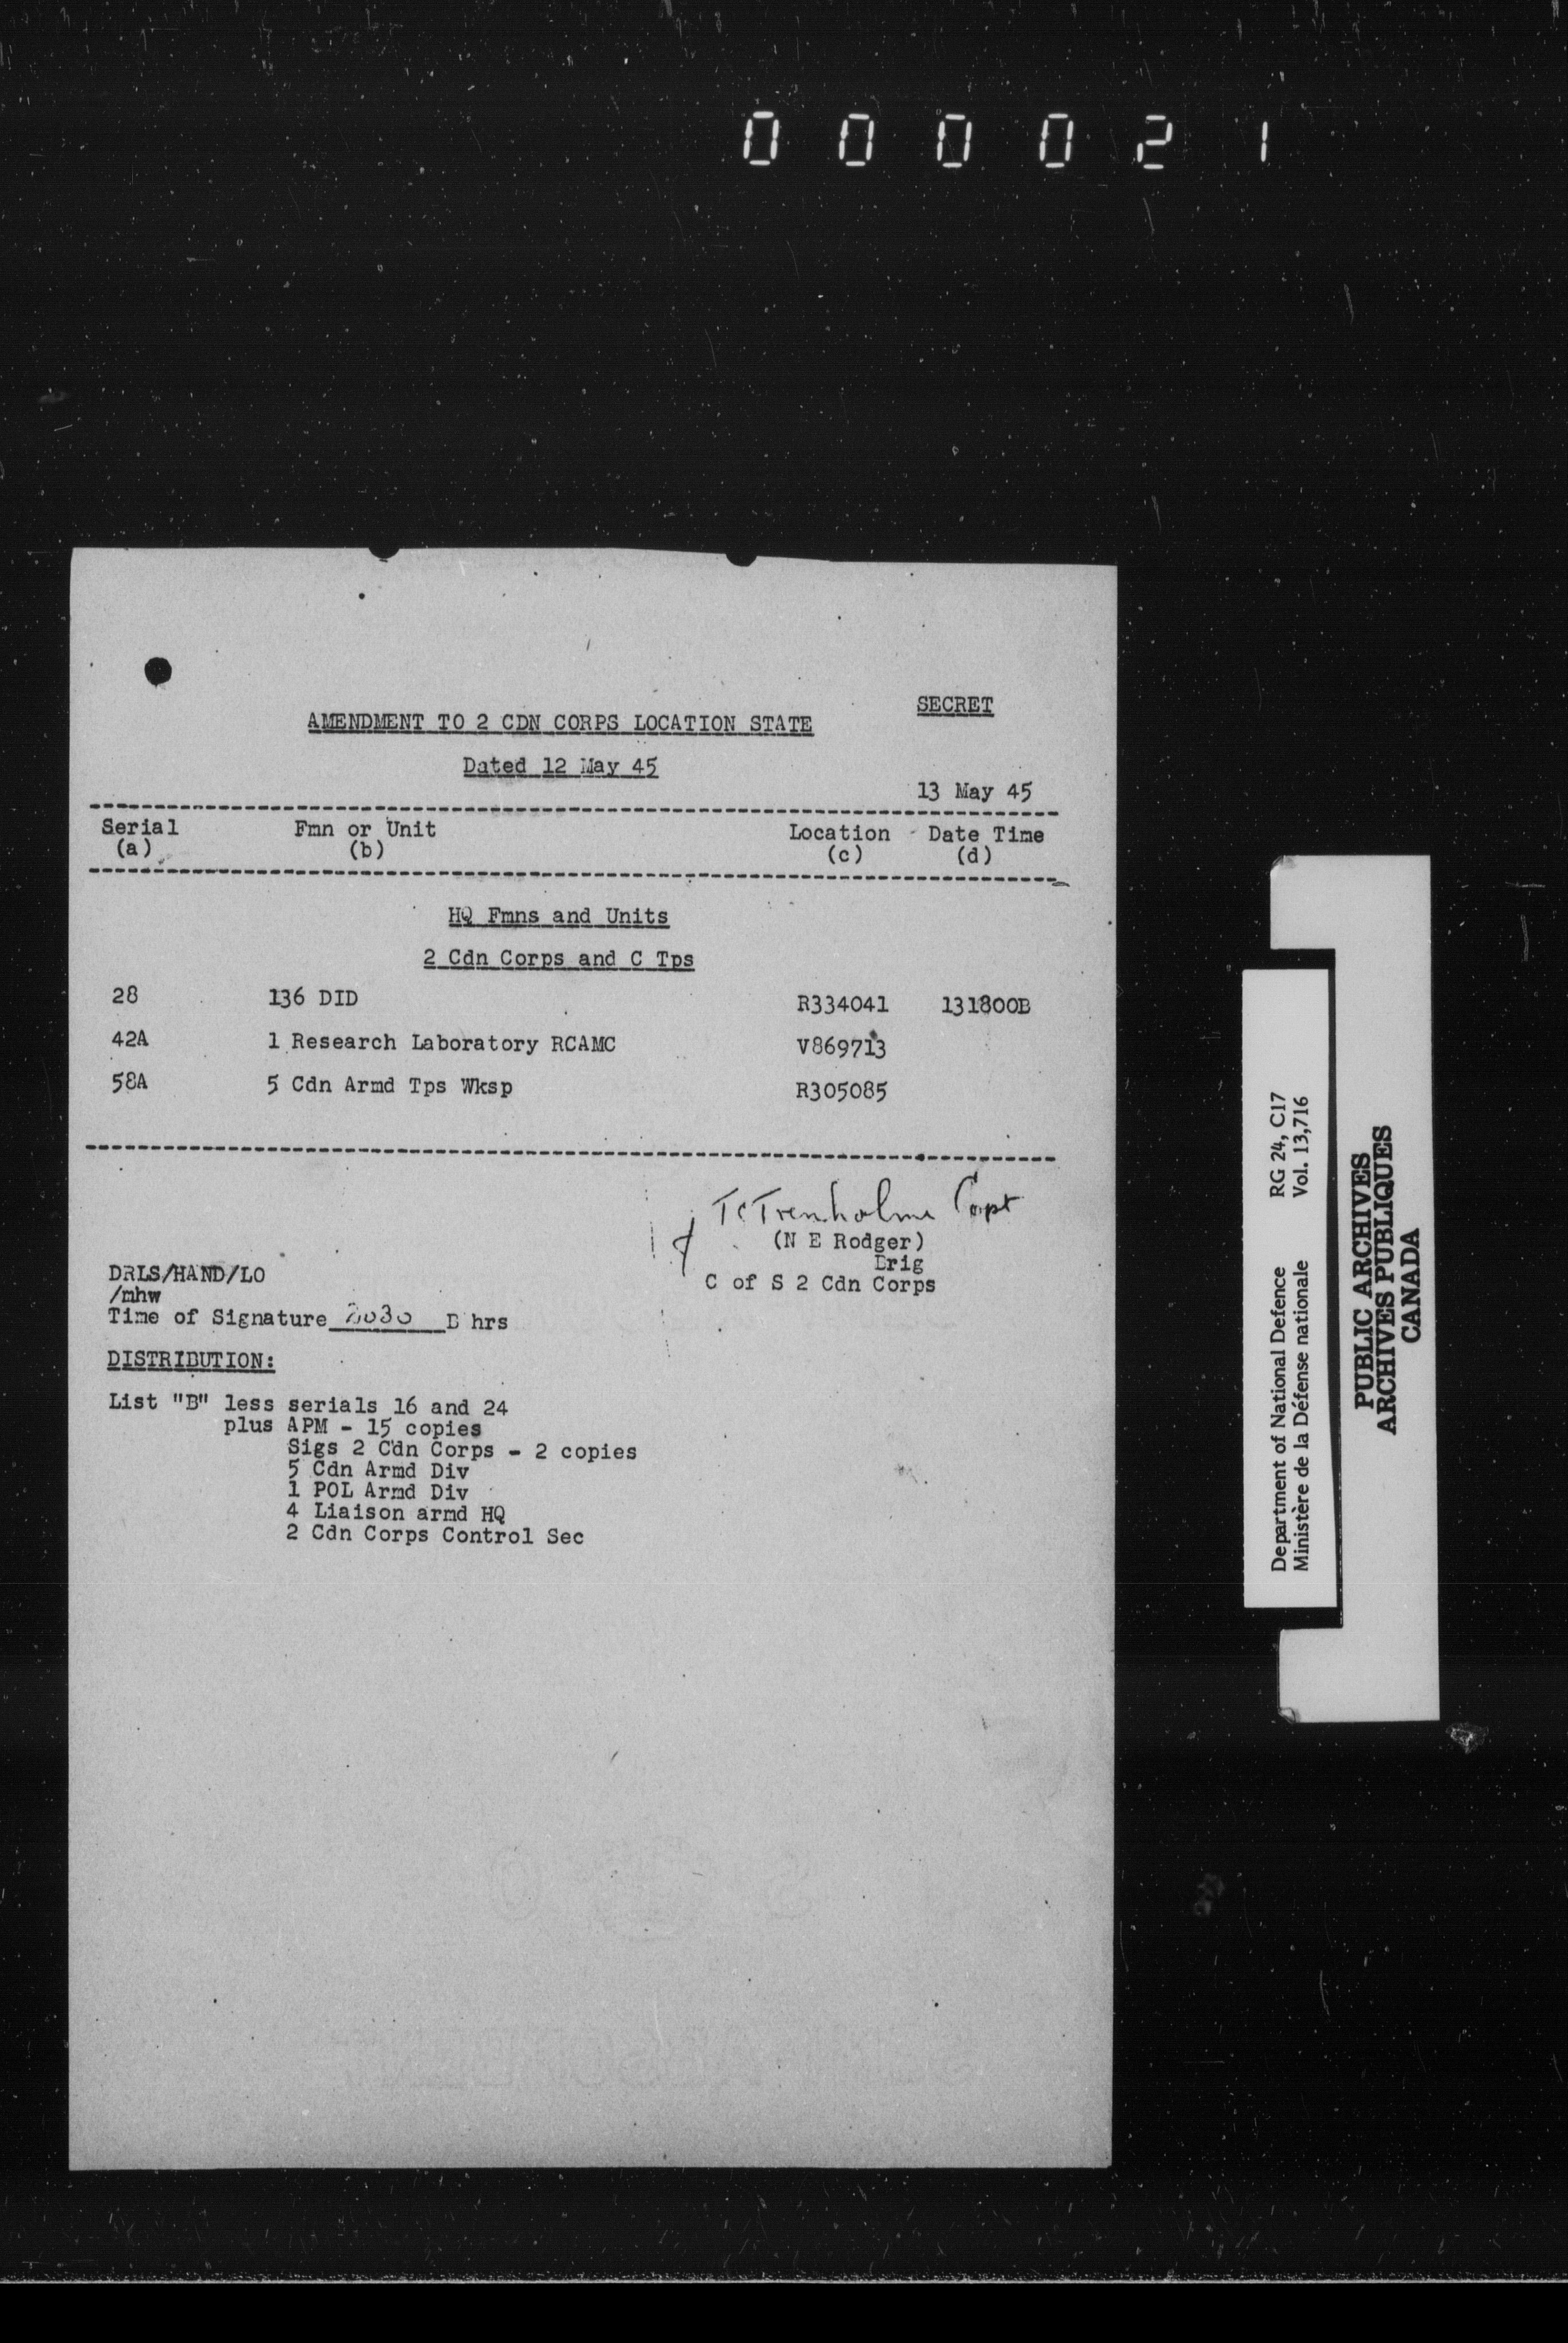 000021
SECRET
AMENDMENT TO 2 CDN CORPS LOCATION STATE
Dated 12 May 45
13 May 45
Serial Fmn or Unit Location Date Time
(a) (b) (c) (d)
HQ Fmns and Units
2 Cdn Corps and C Tps
28 136 DID R334041 131800B
42A 1 Research Laboratory RCAMC V869713
58A 5 Cdn Armd Tps Wksp R305085
Trenholme Capt
(N E Rodger)
Brig
C of S 2 Cdn Corps
DRLS/HAND/LO
/mhw
Time of Signature 2030 B hrs
DISTRIBUTION:
List "B" less serials 16 and 24
plus APM - 15 copies
Sigs 2 Cdn Corps - 2 copies
5 Cdn Armd Div
1 POL Armd Div
4 Liaison armd HQ
2 Cdn Corps Control Sec
Department of National Defence RG 24, C17
Ministère de la Défense nationale Vol. 13,716
PUBLIC ARCHIVES
ARCHIVES PUBLIQUES
CANADA